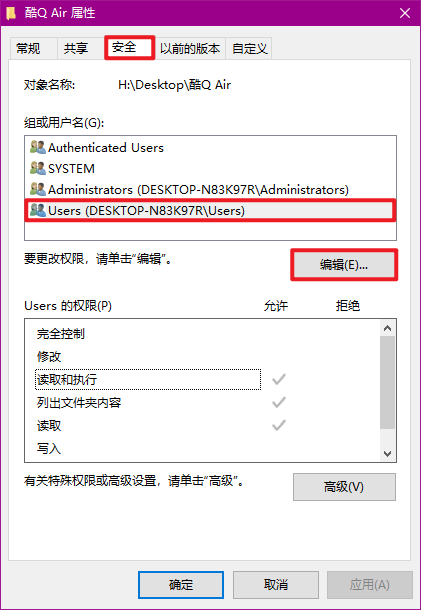 酷Q Air 属性
常规 共享 安全 以前的版本 自定义
对象名称: H:\Desktop\酷Q Air
组或用户名(G):
Authenticated Users
SYSTEM
Administrators (DESKTOP-N83K97R\Administrators)
Users (DESKTOP-N83K97R\Users)
要更改权限，请单击“编辑”。 编辑(E)...
Users 的权限(P) 允许 拒绝
完全控制
修改
读取和执行
列出文件夹内容
读取
写入
有关特殊权限或高级设置，请单击“高级”。 高级(V)
确定 取消 应用(A)